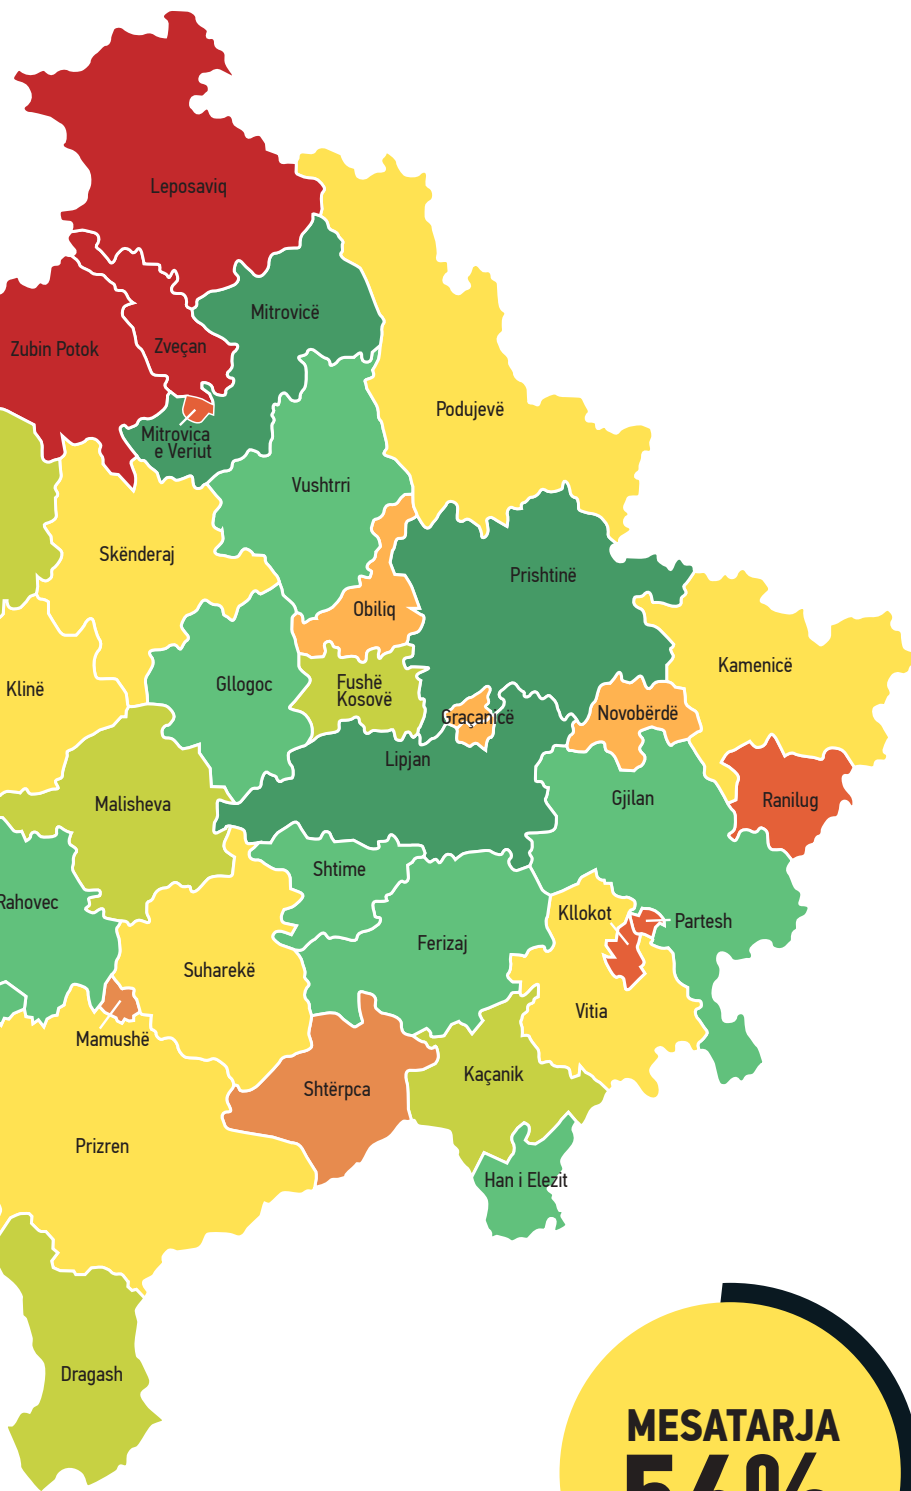 Leposaviq
Mitrovicë
Zubin Potok
Zveçan
Podujevë
Mitrovica
e Veriut
Vushtrri
Skënderaj
Prishtinë
Obiliq
Kamenicë
Klinë
Gllogoc
Fushë
Kosovë
Graçanicë
Novobërdë
Lipjan
Malisheva
Gjilan
Ranilug
Shtime
Rahovec
Kllokot
Partesh
Ferizaj
Suharekë
Vitia
Mamushë
Kaçanik
Shtërpca
Prizren
Han i Elezit
Dragash
MESATARJA